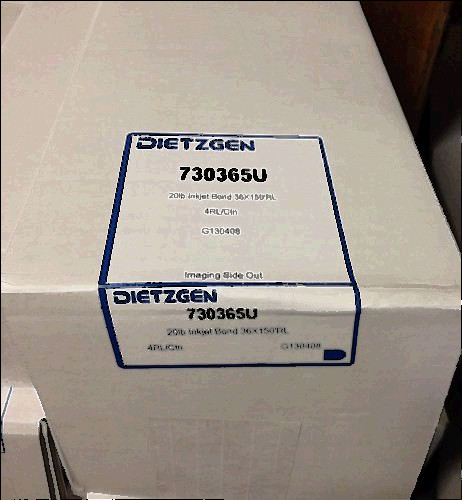 DIETZGEN
730365U
20lb Inkjet Bond 36X150'RL
4RL/Ctn
G130408
Imaging Side Out
DIETZGEN
730365U
20lb Inkjet Bond 36X150'RL
4RL/Ctn G130408